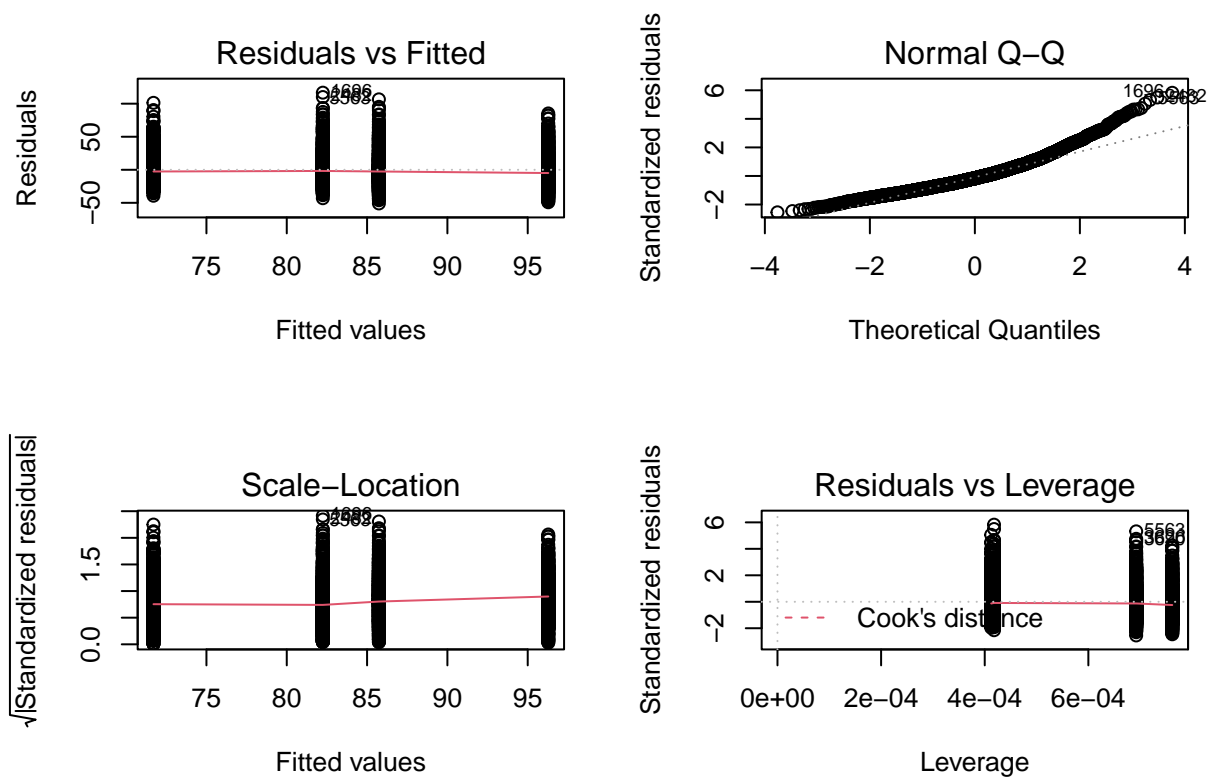 Residuals vs Fitted
Residuals
50
−50
1696
75 80 85 90 95
Fitted values
Normal Q−Q
Standardized residuals
6
2
−2
1696
−4 −2 0 2 4
Theoretical Quantiles
Scale−Location
√|Standardized residuals|
1.5
0.0
75 80 85 90 95
Fitted values
Residuals vs Leverage
Standardized residuals
6
2
−2
5563
Cook's distance
0e+00 2e−04 4e−04 6e−04
Leverage